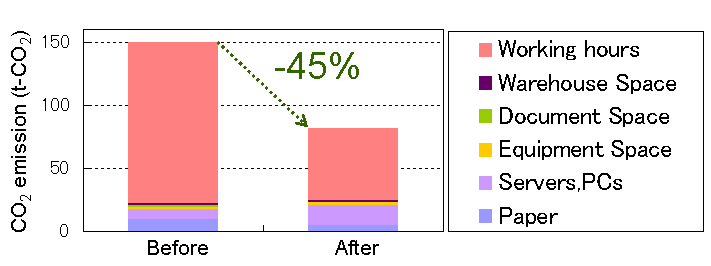 CO2 emission (t-CO2)
150
100
50
0
-45%
Before
After
Working hours
Warehouse Space
Document Space
Equipment Space
Servers,PCs
Paper